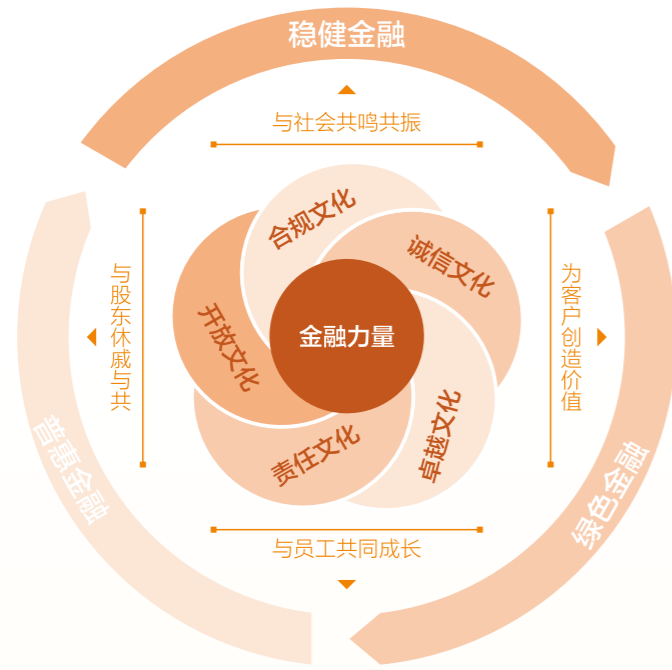 稳健金融
与社会共鸣共振
合规文化
诚信文化
开放文化
金融力量
卓越文化
责任文化
与股东休戚与共
为客户创造价值
普惠金融
绿色金融
与员工共同成长